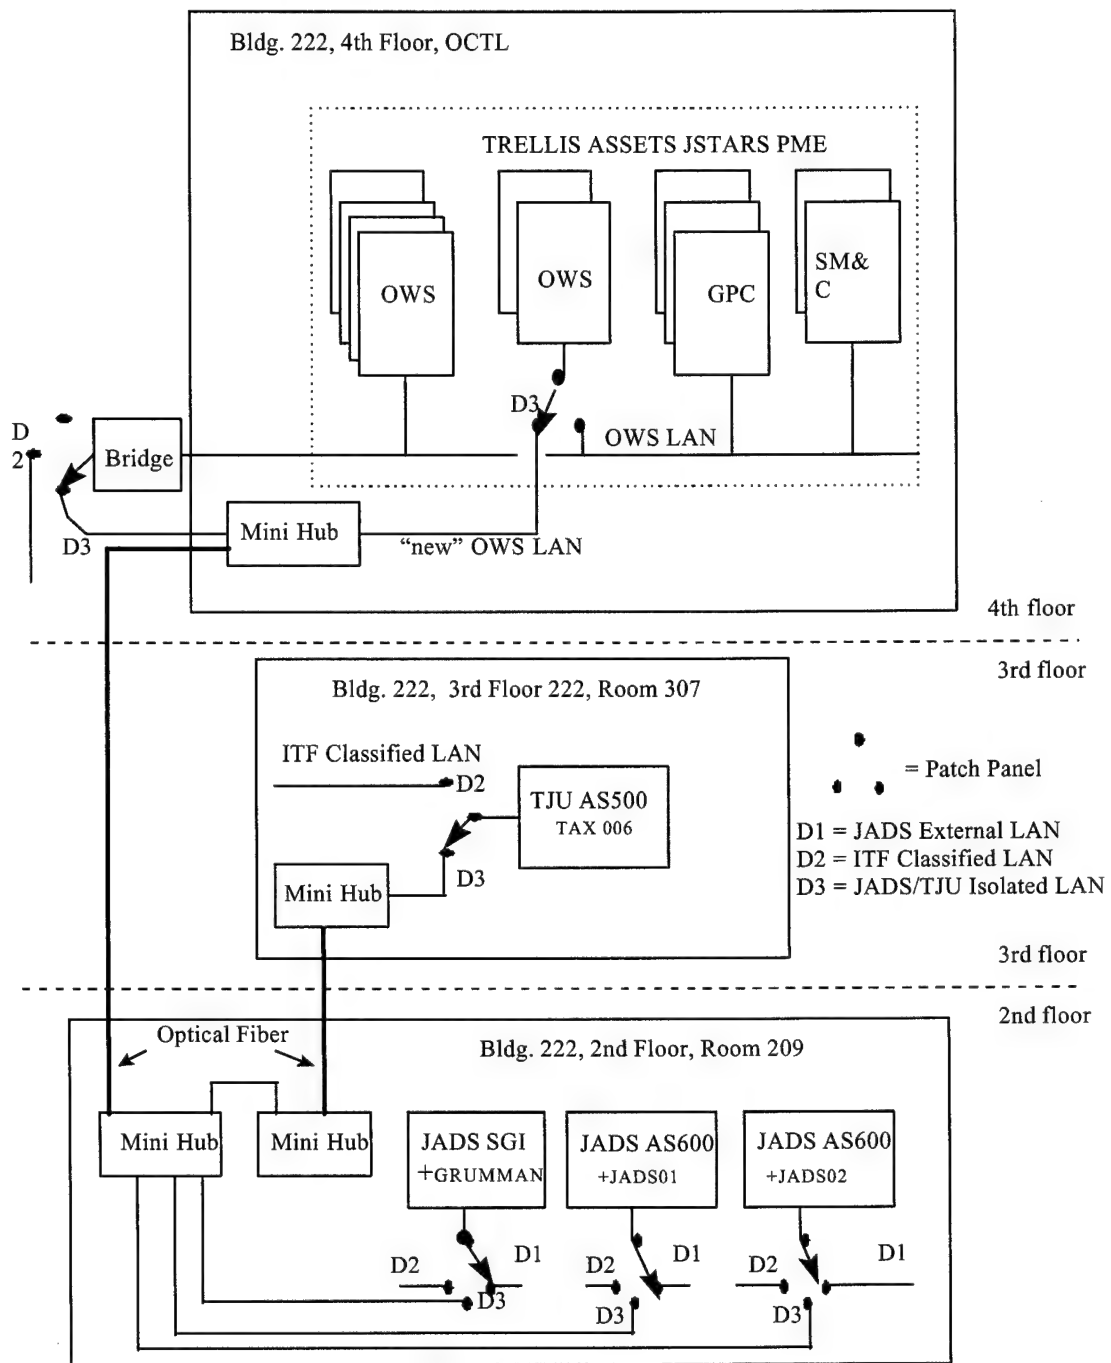 Bldg. 222, 4th Floor, OCTL
TRELLIS ASSETS JSTARS PME
OWS
OWS
GPC
SM&
C
D3
OWS LAN
D
2
Bridge
D3
Mini Hub
"new" OWS LAN
4th floor
3rd floor
Bldg. 222, 3rd Floor 222, Room 307
ITF Classified LAN
D2
TJU AS500
TAX 006
D3
Mini Hub
= Patch Panel
D1 = JADS External LAN
D2 = ITF Classified LAN
D3 = JADS/TJU Isolated LAN
3rd floor
2nd floor
Optical Fiber
Bldg. 222, 2nd Floor, Room 209
Mini Hub
Mini Hub
JADS SGI
+GRUMMAN
JADS AS600
+JADS01
JADS AS600
+JADS02
D2
D1
D3
D2
D1
D3
D2
D1
D3